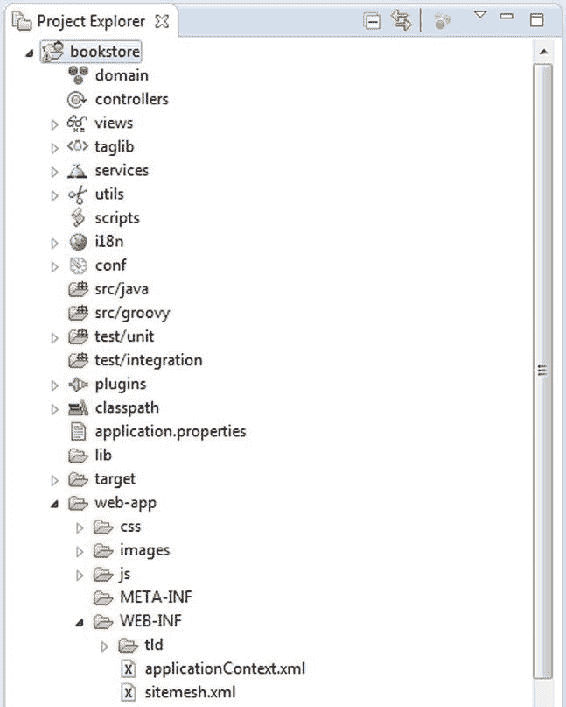 Project Explorer
bookstore
domain
controllers
views
taglib
services
utils
scripts
i18n
conf
src/java
src/groovy
test/unit
test/integration
plugins
classpath
application.properties
lib
target
web-app
css
images
js
META-INF
WEB-INF
tld
applicationContext.xml
sitemesh.xml